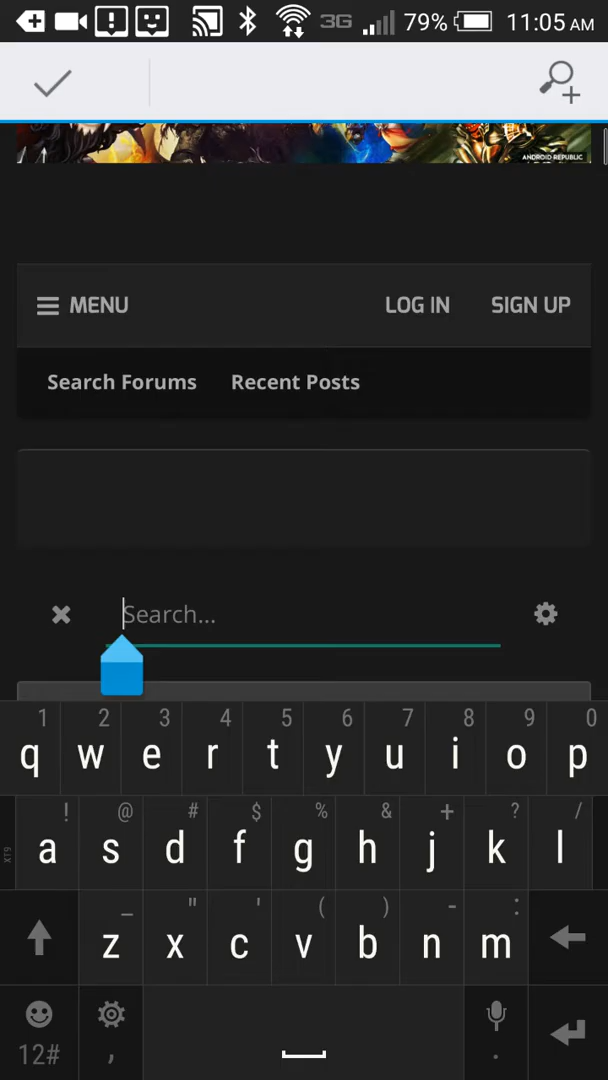 3G 79% 11:05 AM
ANDROID REPUBLIC
MENU LOG IN SIGN UP
Search Forums Recent Posts
Search...
1 2 3 4 5 6 7 8 9 0
q w e r t y u i o p
! @ # $ % & + ? /
a s d f g h j k l
XT9
_ " ' ( ) - :
z x c v b n m
12# , .